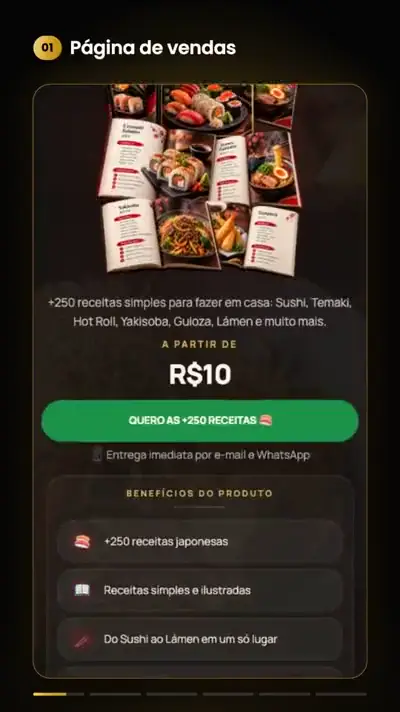 01 Página de vendas
Yakisoba
+250 receitas simples para fazer em casa: Sushi, Temaki,
Hot Roll, Yakisoba, Guioza, Lámen e muito mais.
A PARTIR DE
R$10
QUERO AS +250 RECEITAS
Entrega imediata por e-mail e WhatsApp
BENEFÍCIOS DO PRODUTO
+250 receitas japonesas
Receitas simples e ilustradas
Do Sushi ao Lámen em um só lugar